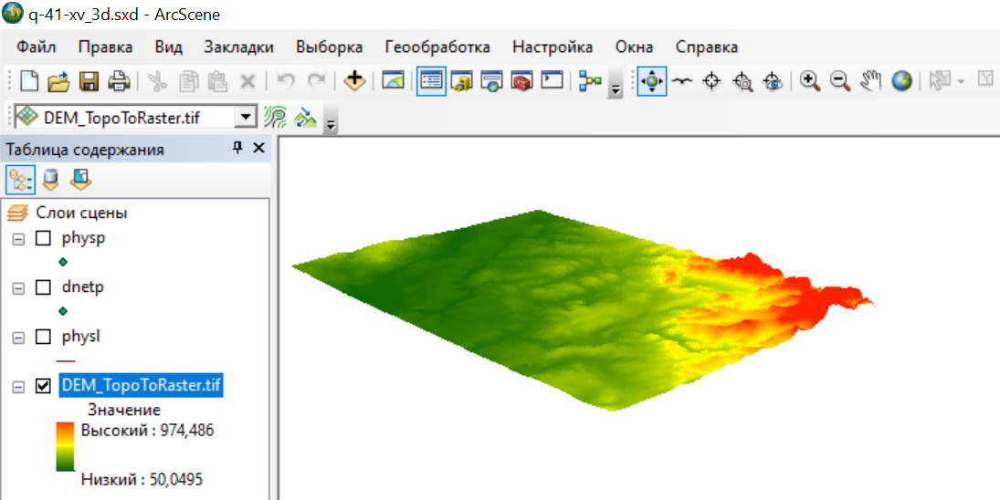 q-41-xv_3d.sxd - ArcScene
Файл Правка Вид Закладки Выборка Геообработка Настройка Окна Справка
DEM_TopoToRaster.tif
Таблица содержания
Слои сцены
physp
dnetp
physl
DEM_TopoToRaster.tif
Значение
Высокий : 974,486
Низкий : 50,0495